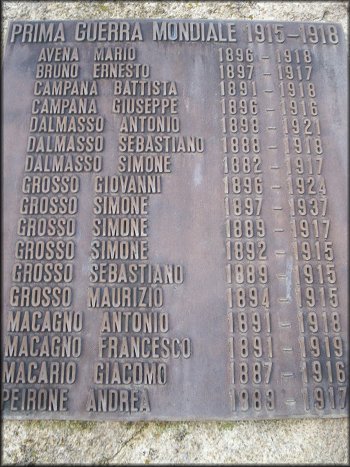 PRIMA GUERRA MONDIALE 1915-1918
AVENA MARIO 1896 - 1918
BRUNO ERNESTO 1897 - 1917
CAMPANA BATTISTA 1891 - 1918
CAMPANA GIUSEPPE 1896 - 1916
DALMASSO ANTONIO 1898 - 1921
DALMASSO SEBASTIANO 1888 - 1918
DALMASSO SIMONE 1882 - 1917
GROSSO GIOVANNI 1896 - 1924
GROSSO SIMONE 1897 - 1937
GROSSO SIMONE 1889 - 1917
GROSSO SIMONE 1892 - 1915
GROSSO SEBASTIANO 1889 - 1915
GROSSO MAURIZIO 1894 - 1915
MACAGNO ANTONIO 1891 - 1918
MACAGNO FRANCESCO 1891 - 1919
MACARIO GIACOMO 1887 - 1916
PEIRONE ANDREA 1883 - 1917